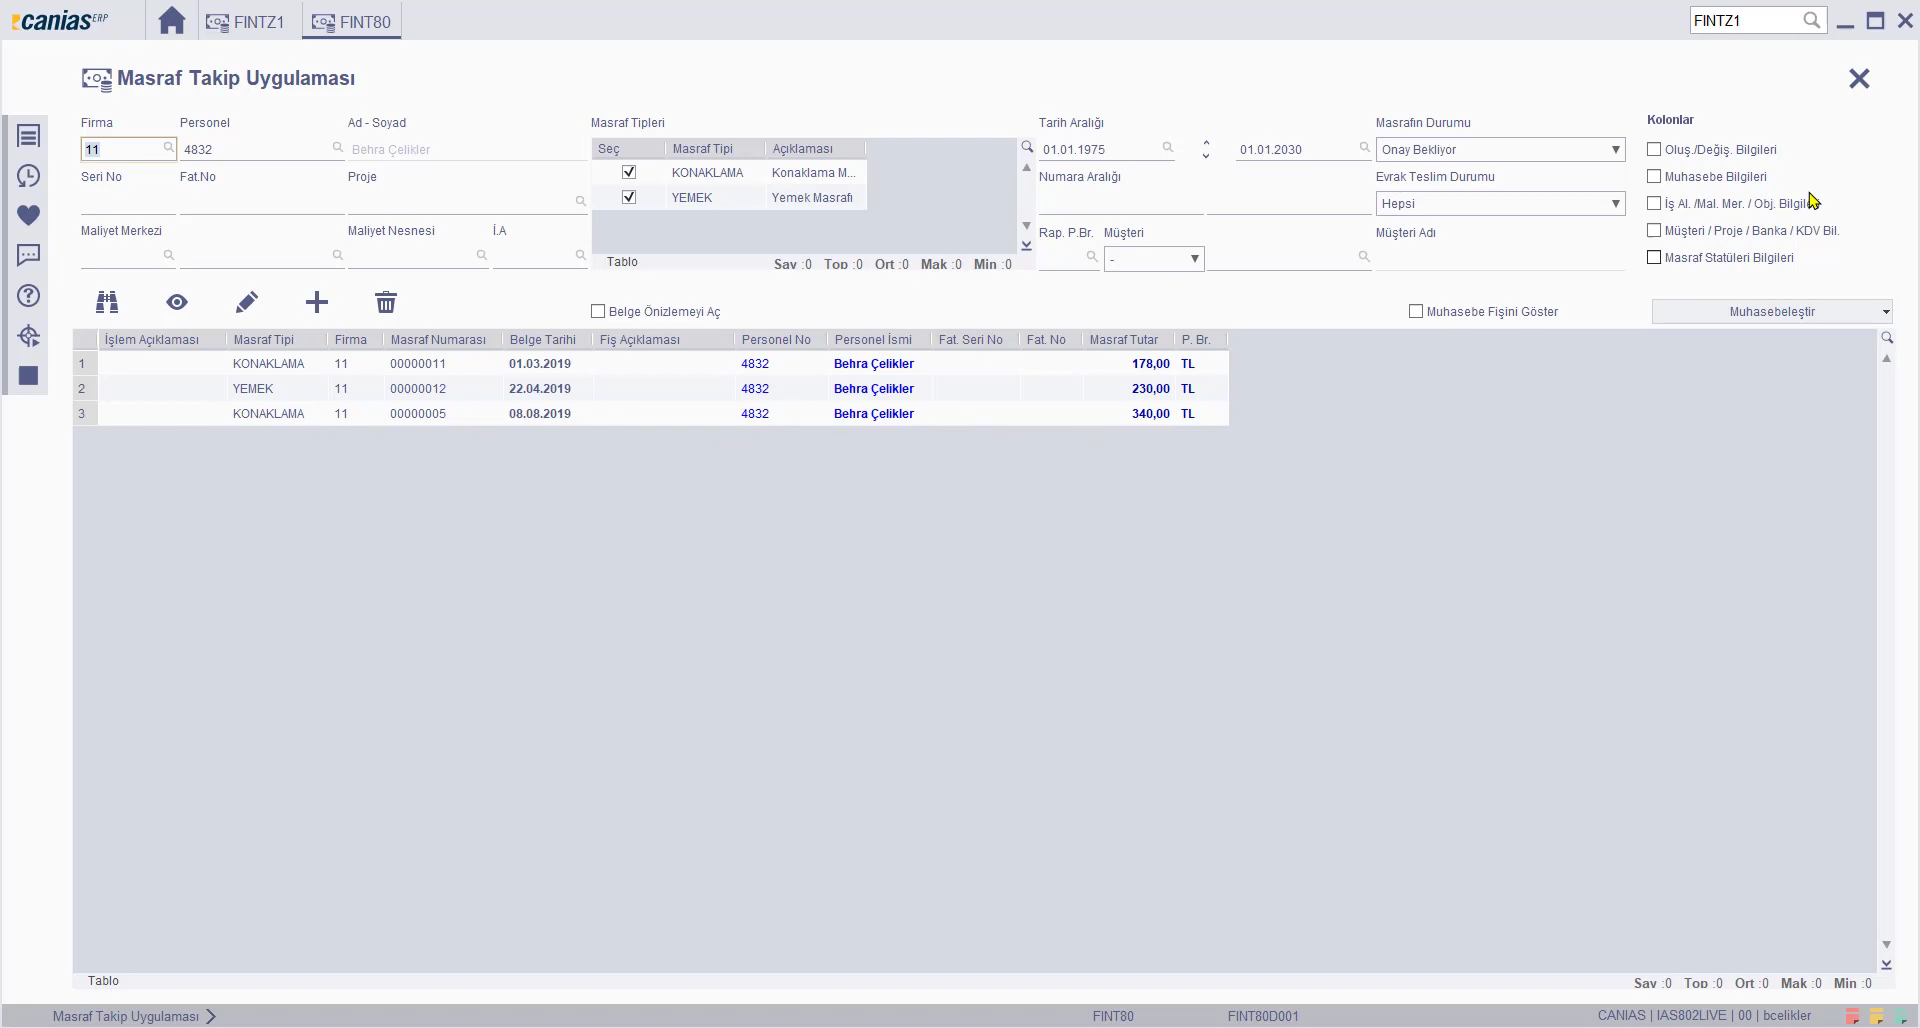 canias ERP FINTZ1 FINT80 FINTZ1
Masraf Takip Uygulaması
Firma Personel Ad - Soyad Masraf Tipleri Tarih Aralığı Masrafın Durumu Kolonlar
11 4832 Behra Çelikler Seç Masraf Tipi Açıklaması 01.01.1975 01.01.2030 Onay Bekliyor Oluş./Değiş. Bilgileri
KONAKLAMA Konaklama M...
Seri No Fat.No Proje Numara Aralığı Evrak Teslim Durumu Muhasebe Bilgileri
YEMEK Yemek Masrafı Hepsi İş Al. /Mal. Mer. / Obj. Bilgil
Maliyet Merkezi Maliyet Nesnesi İ.A Rap. P.Br. Müşteri Müşteri Adı Müşteri / Proje / Banka / KDV Bil.
- Masraf Statüleri Bilgileri
Tablo Say :0 Top :0 Ort :0 Mak :0 Min :0
Belge Önizlemeyi Aç Muhasebe Fişini Göster Muhasebeleştir
İşlem Açıklaması Masraf Tipi Firma Masraf Numarası Belge Tarihi Fiş Açıklaması Personel No Personel İsmi Fat. Seri No Fat. No Masraf Tutar P. Br.
1 KONAKLAMA 11 00000011 01.03.2019 4832 Behra Çelikler 178,00 TL
2 YEMEK 11 00000012 22.04.2019 4832 Behra Çelikler 230,00 TL
3 KONAKLAMA 11 00000005 08.08.2019 4832 Behra Çelikler 340,00 TL
Tablo Say :0 Top :0 Ort :0 Mak :0 Min :0
Masraf Takip Uygulaması FINT80 FINT80D001 CANIAS | IAS802LIVE | 00 | bcelikler